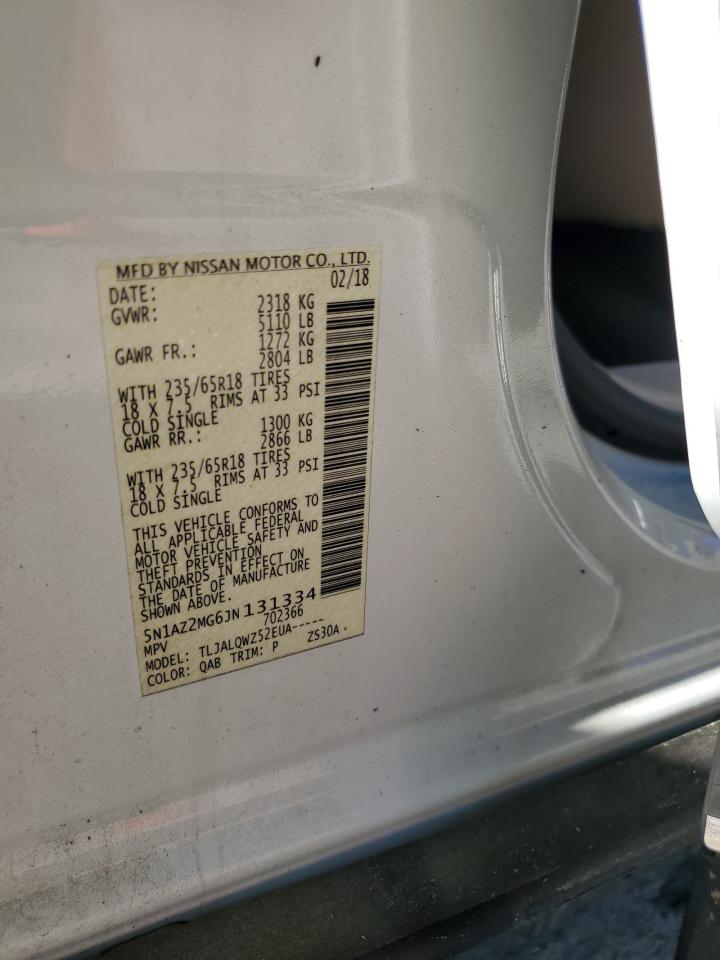 MFD BY NISSAN MOTOR CO., LTD.
DATE: 02/18
GVWR: 2318 KG
5110 LB
GAWR FR.: 1272 KG
2804 LB
WITH 235/65R18 TIRES
18 X 7.5 RIMS AT 33 PSI
COLD SINGLE
GAWR RR.: 1300 KG
2866 LB
WITH 235/65R18 TIRES
18 X 7.5 RIMS AT 33 PSI
COLD SINGLE
THIS VEHICLE CONFORMS TO
ALL APPLICABLE FEDERAL
MOTOR VEHICLE SAFETY AND
THEFT PREVENTION
STANDARDS IN EFFECT ON
THE DATE OF MANUFACTURE
SHOWN ABOVE.
5N1AZ2MG6JN131334
MPV 702366
MODEL: TLJALQWZ52EUA-----
COLOR: QAB TRIM: P ZS30A.